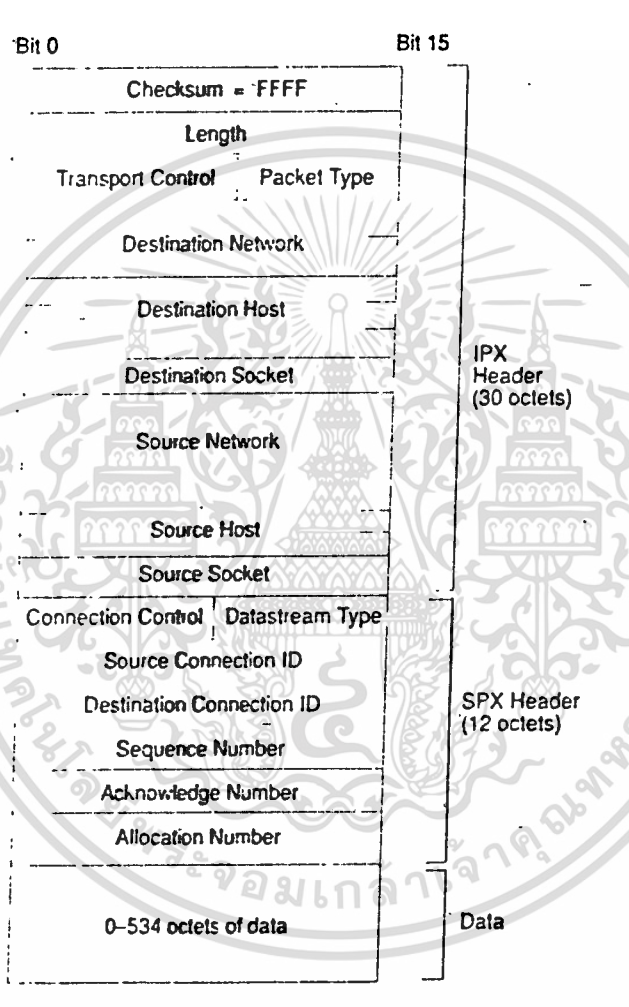 Bit 0 Bit 15
Checksum = FFFF
Length
Transport Control Packet Type
Destination Network
Destination Host
Destination Socket
Source Network
Source Host
Source Socket
IPX
Header
(30 octets)
Connection Control Datastream Type
Source Connection ID
Destination Connection ID
Sequence Number
Acknowledge Number
Allocation Number
SPX Header
(12 octets)
0–534 octets of data
Data